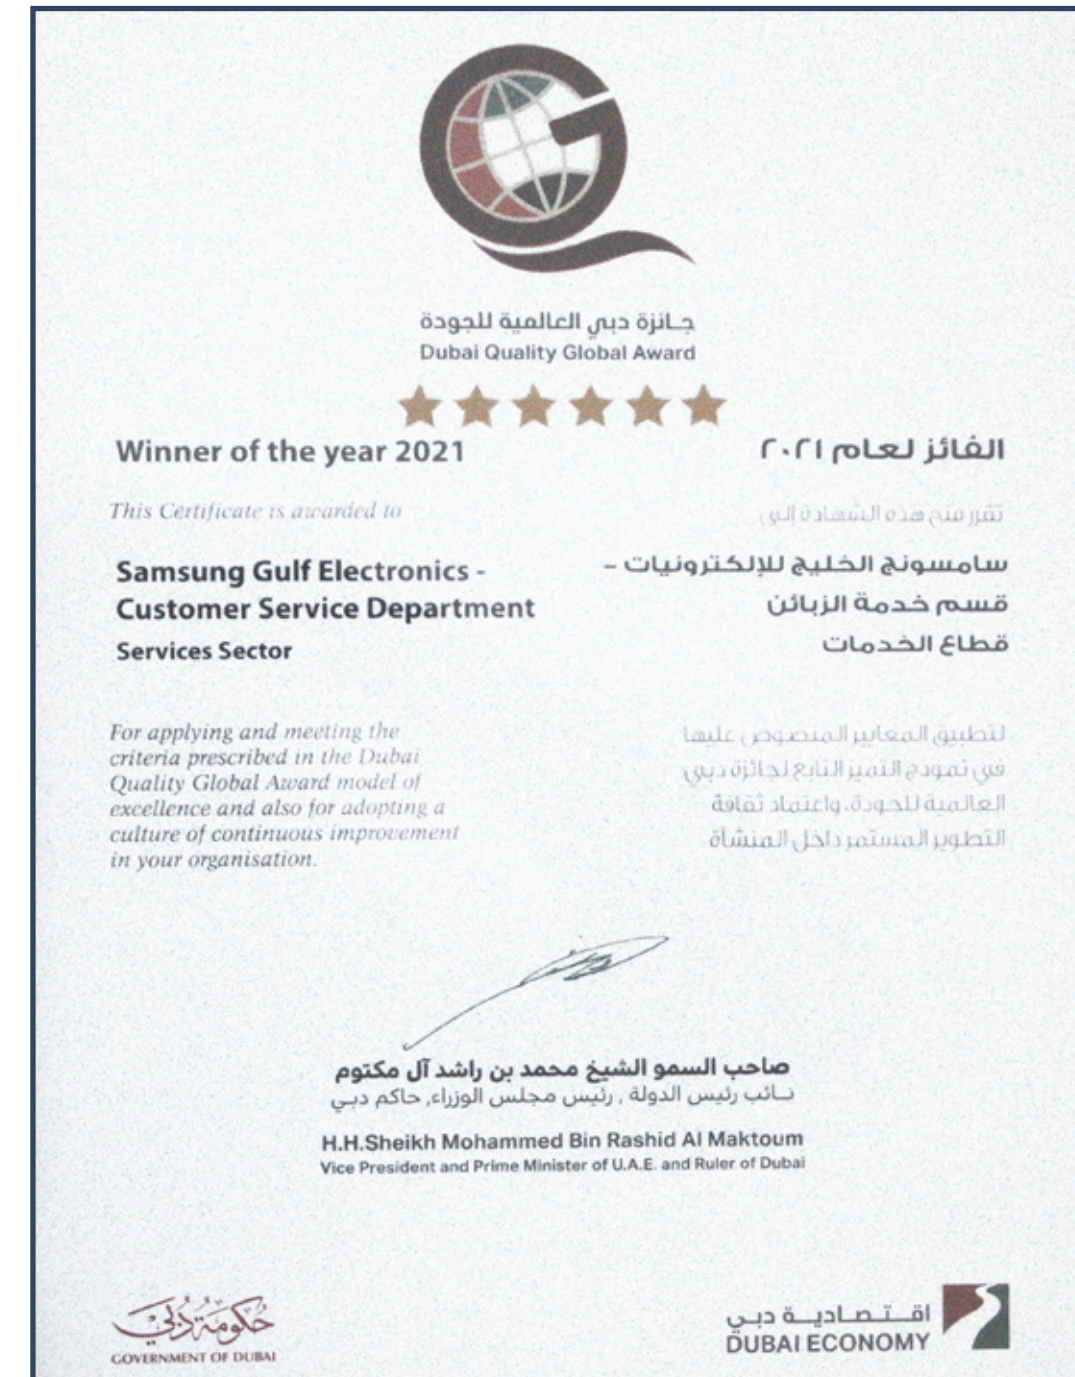 جائزة دبي العالمية للجودة
Dubai Quality Global Award
Winner of the year 2021
الفائز لعام ٢٠٢١
This Certificate is awarded to
تقرر منح هذه الشهادة إلى
Samsung Gulf Electronics -
Customer Service Department
Services Sector
سامسونج الخليج للإلكترونيات –
قسم خدمة الزبائن
قطاع الخدمات
For applying and meeting the
criteria prescribed in the Dubai
Quality Global Award model of
excellence and also for adopting a
culture of continuous improvement
in your organisation.
لتطبيق المعايير المنصوص عليها
في نموذج التميز التابع لجائزة دبي
العالمية للجودة، واعتماد ثقافة
التطوير المستمر داخل المنشأة
صاحب السمو الشيخ محمد بن راشد آل مكتوم
نائب رئيس الدولة , رئيس مجلس الوزراء, حاكم دبي
H.H.Sheikh Mohammed Bin Rashid Al Maktoum
Vice President and Prime Minister of U.A.E. and Ruler of Dubai
حكومة دبي
GOVERNMENT OF DUBAI
اقتصادية دبي
DUBAI ECONOMY